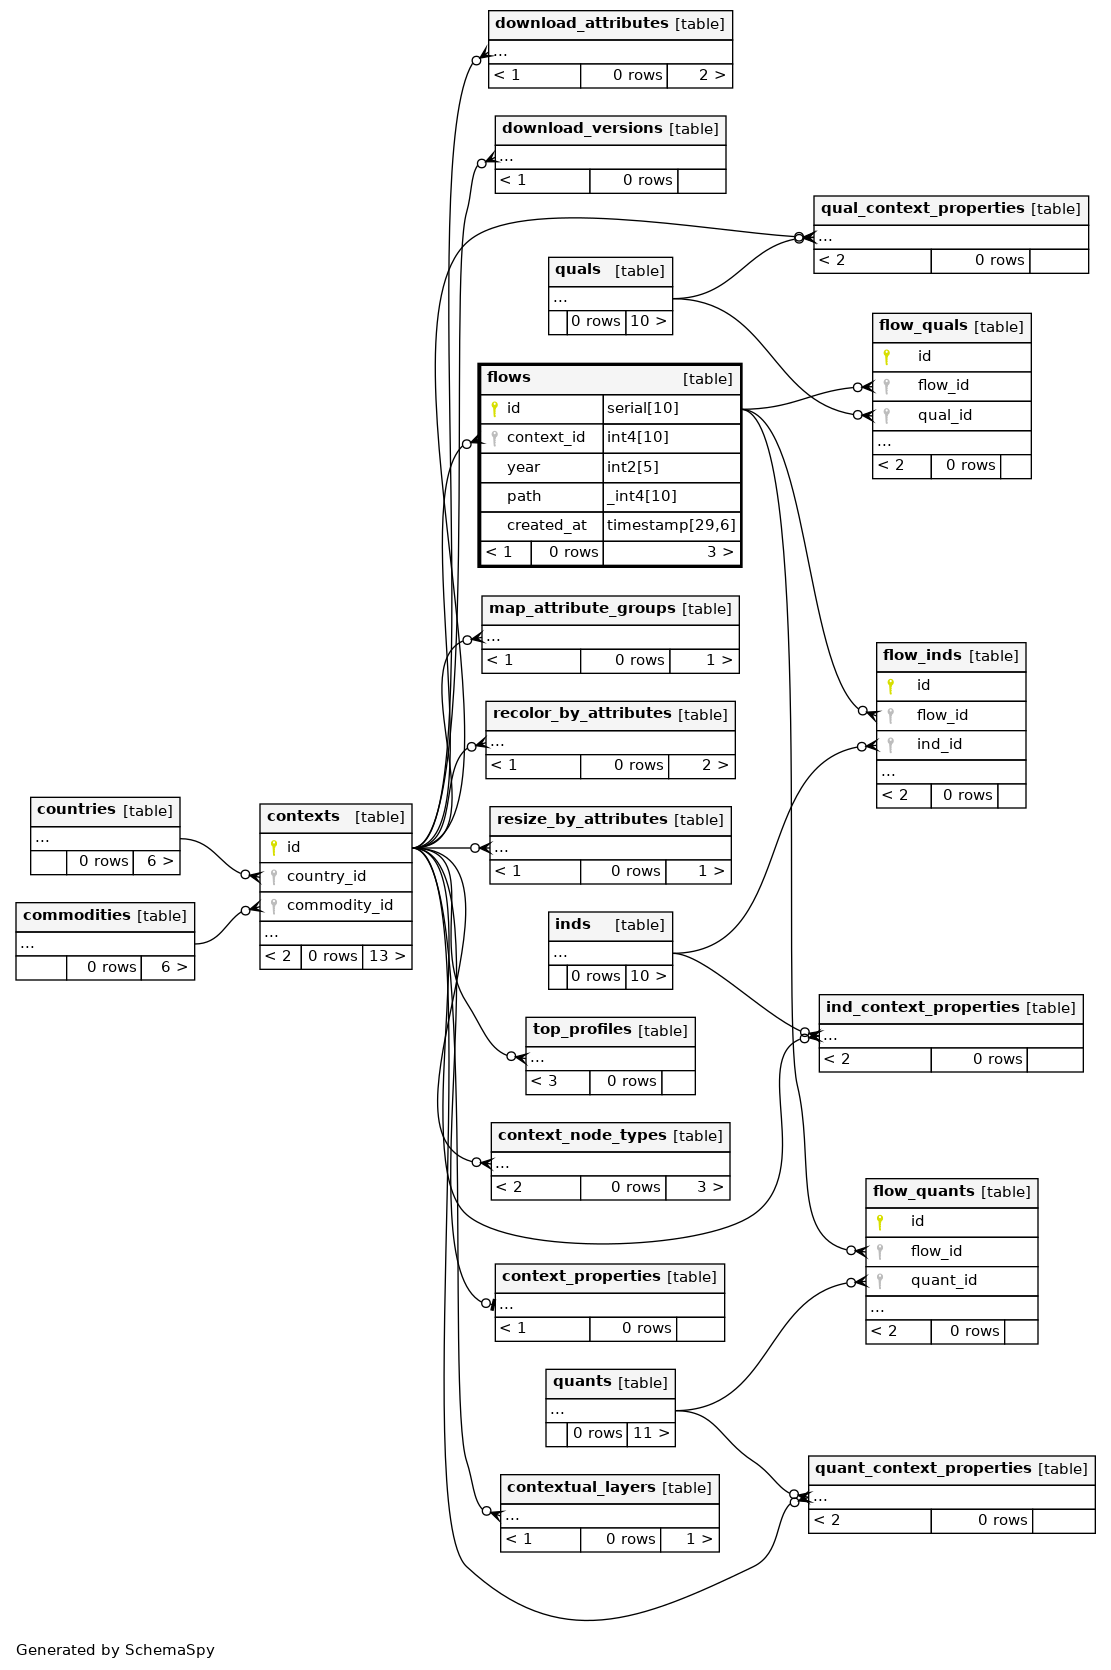 download_attributes [table]
...
< 1 0 rows 2 >
download_versions [table]
...
< 1 0 rows
qual_context_properties [table]
...
< 2 0 rows
quals [table]
...
0 rows 10 >
flow_quals [table]
id
flow_id
qual_id
...
< 2 0 rows
flows [table]
id serial[10]
context_id int4[10]
year int2[5]
path _int4[10]
created_at timestamp[29,6]
< 1 0 rows 3 >
map_attribute_groups [table]
...
< 1 0 rows 1 >
flow_inds [table]
id
flow_id
ind_id
...
< 2 0 rows
recolor_by_attributes [table]
...
< 1 0 rows 2 >
countries [table]
...
0 rows 6 >
contexts [table]
id
country_id
commodity_id
...
< 2 0 rows 13 >
resize_by_attributes [table]
...
< 1 0 rows 1 >
commodities [table]
...
0 rows 6 >
inds [table]
...
0 rows 10 >
ind_context_properties [table]
...
< 2 0 rows
top_profiles [table]
...
< 3 0 rows
context_node_types [table]
...
< 2 0 rows 3 >
flow_quants [table]
id
flow_id
quant_id
...
< 2 0 rows
context_properties [table]
...
< 1 0 rows
quants [table]
...
0 rows 11 >
quant_context_properties [table]
...
< 2 0 rows
contextual_layers [table]
...
< 1 0 rows 1 >
Generated by SchemaSpy